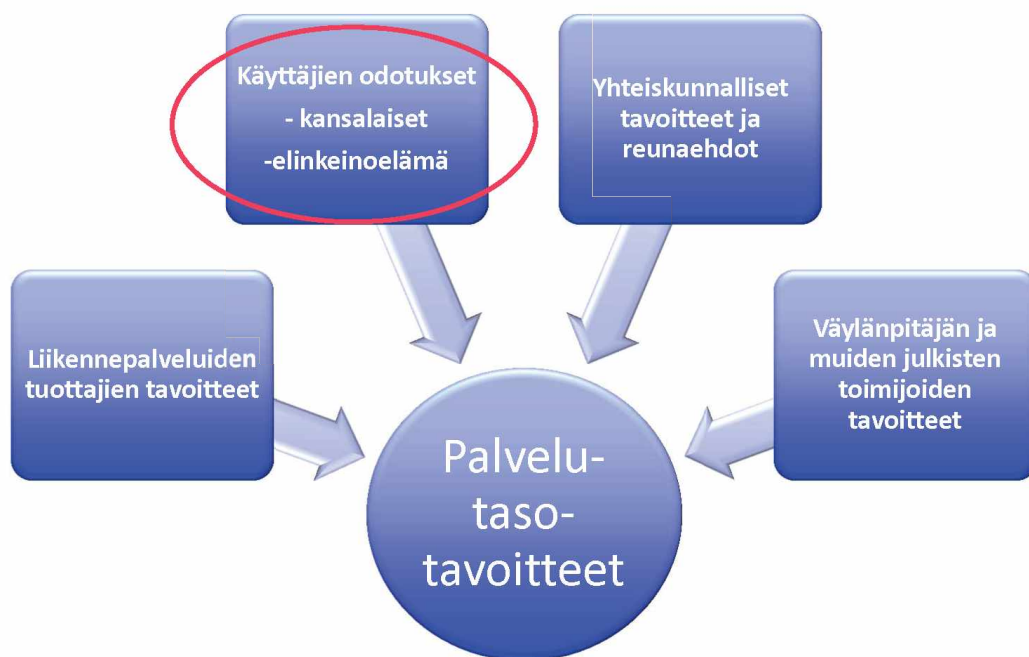 Käyttäjien odotukset
- kansalaiset
-elinkeinoelämä
Yhteiskunnalliset
tavoitteet ja
reunaehdot
Liikennepalveluiden
tuottajien tavoitteet
Väylänpitäjän ja
muiden julkisten
toimijoiden
tavoitteet
Palvelu-
taso-
tavoitteet